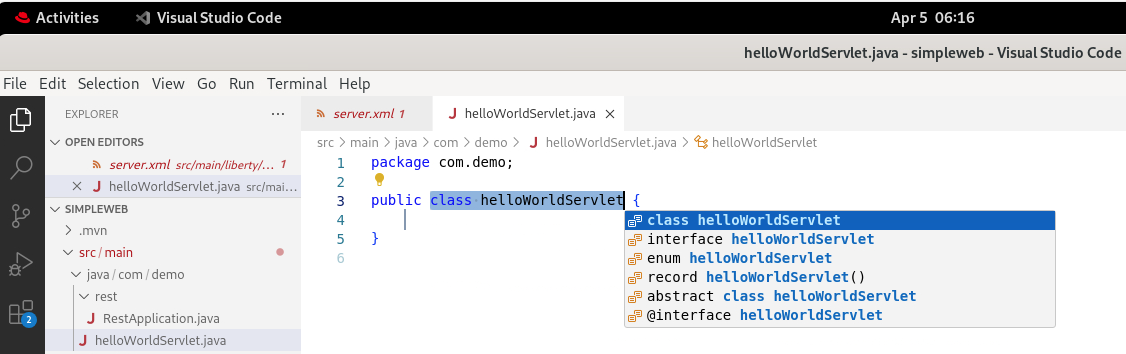 Activities Visual Studio Code Apr 5 06:16
helloWorldServlet.java - simpleweb - Visual Studio Code
File Edit Selection View Go Run Terminal Help
EXPLORER ···
server.xml 1 helloWorldServlet.java ×
OPEN EDITORS
server.xml src/main/liberty/... 1
× helloWorldServlet.java src/mai...
SIMPLEWEB
.mvn
src / main
java / com / demo
rest
RestApplication.java
helloWorldServlet.java
2
src > main > java > com > demo > helloWorldServlet.java > helloWorldServlet
1 package com.demo;
2
3 public class helloWorldServlet {
4
5 }
6
class helloWorldServlet
interface helloWorldServlet
enum helloWorldServlet
record helloWorldServlet()
abstract class helloWorldServlet
@interface helloWorldServlet